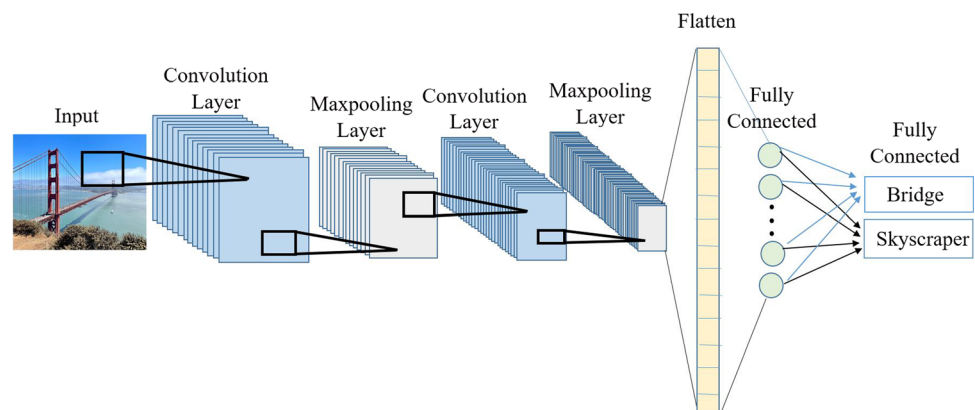 Input
Convolution
Layer
Maxpooling
Layer
Convolution
Layer
Maxpooling
Layer
Flatten
Fully
Connected
Fully
Connected
Bridge
Skyscraper